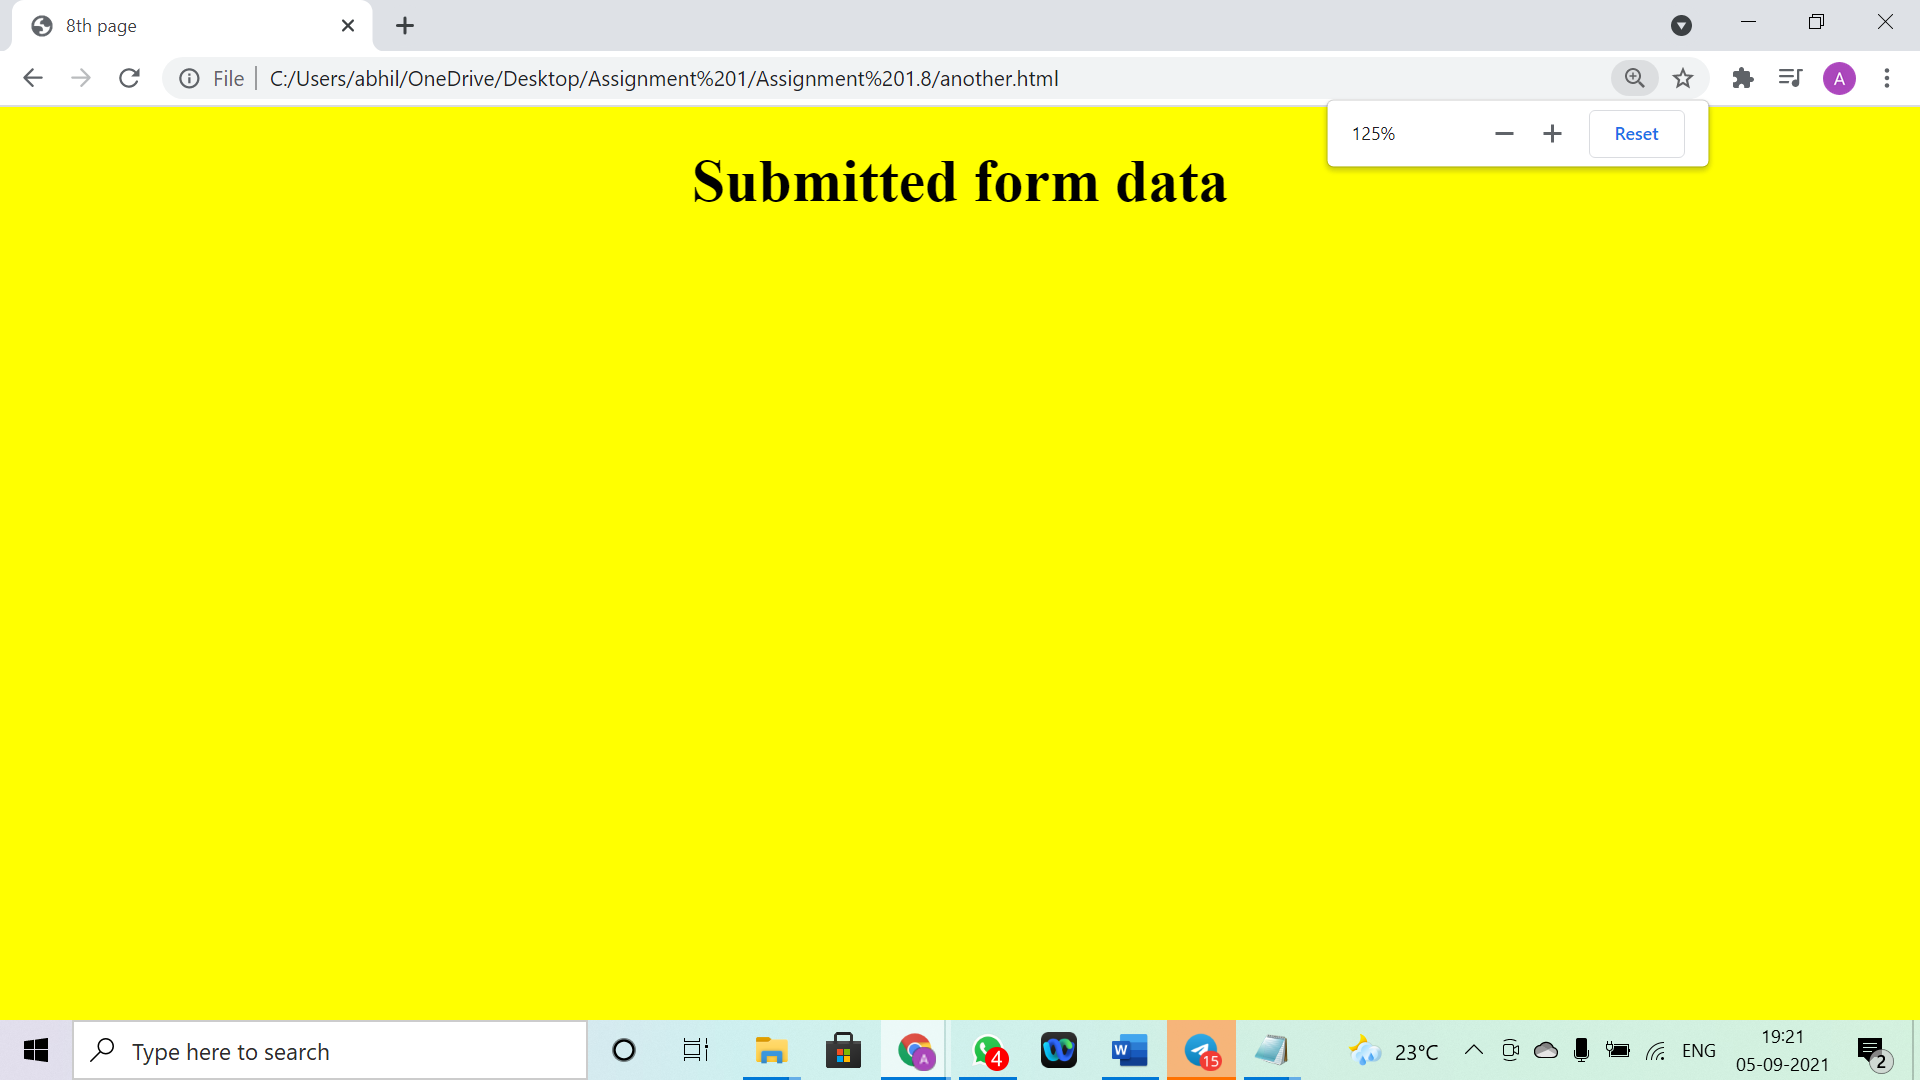 8th page
File
C:/Users/abhil/OneDrive/Desktop/Assignment%201/Assignment%201.8/another.html
A
125%
Reset
Submitted form data
Type here to search
A
4
W
15
23°C
ENG
19:21
05-09-2021
2